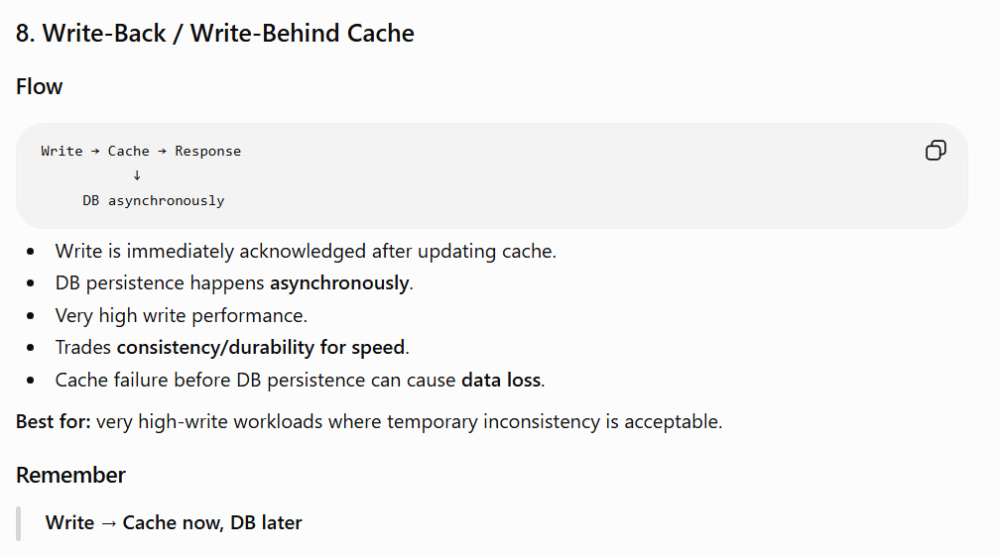 8. Write-Back / Write-Behind Cache
Flow
Write → Cache → Response
↓
DB asynchronously
• Write is immediately acknowledged after updating cache.
• DB persistence happens asynchronously.
• Very high write performance.
• Trades consistency/durability for speed.
• Cache failure before DB persistence can cause data loss.
Best for: very high-write workloads where temporary inconsistency is acceptable.
Remember
Write → Cache now, DB later